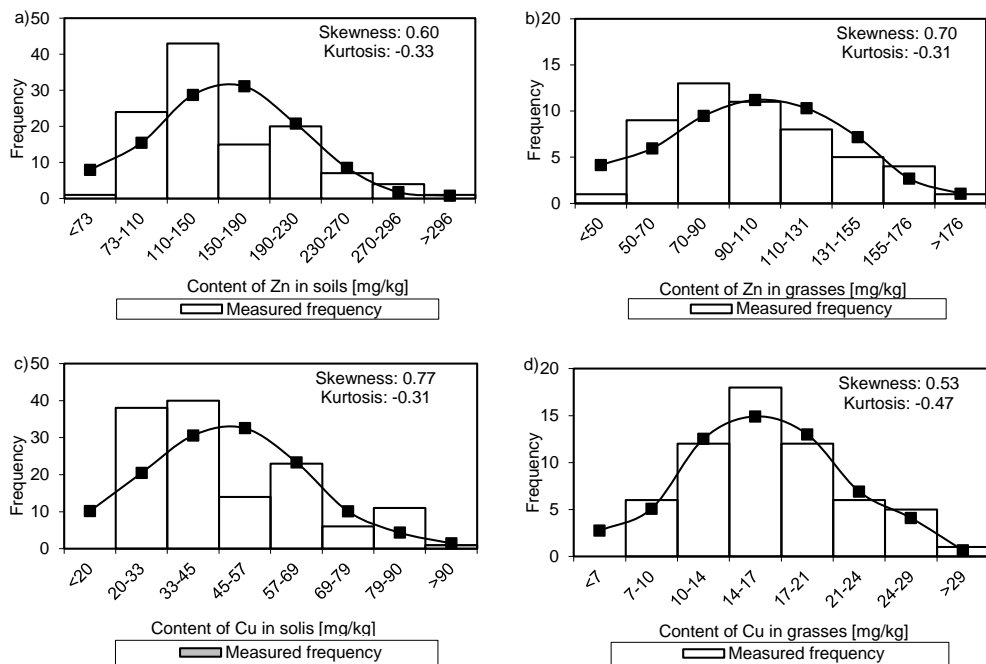 a)
50
40
30
20
10
0
Frequency
Skewness: 0.60
Kurtosis: -0.33
<73
73-110
110-150
150-190
190-230
230-270
270-296
>296
Content of Zn in soils [mg/kg]
Measured frequency
b)
20
15
10
5
0
Frequency
Skewness: 0.70
Kurtosis: -0.31
<50
50-70
70-90
90-110
110-131
131-155
155-176
>176
Content of Zn in grasses [mg/kg]
Measured frequency
c)
50
40
30
20
10
0
Frequency
Skewness: 0.77
Kurtosis: -0.31
<20
20-33
33-45
45-57
57-69
69-79
79-90
>90
Content of Cu in solis [mg/kg]
Measured frequency
d)
20
15
10
5
0
Frequency
Skewness: 0.53
Kurtosis: -0.47
<7
7-10
10-14
14-17
17-21
21-24
24-29
>29
Content of Cu in grasses [mg/kg]
Measured frequency